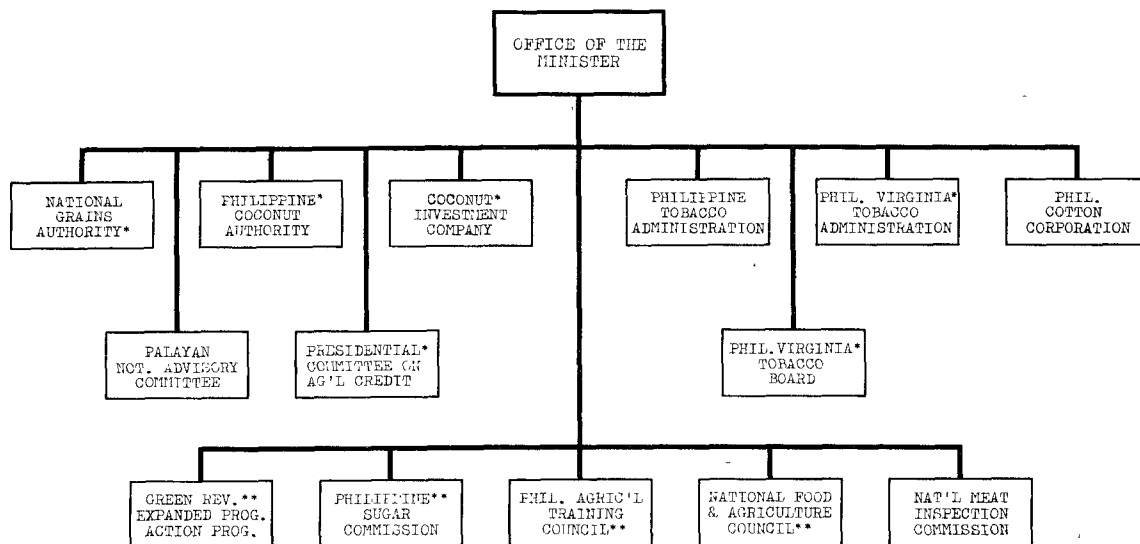 OFFICE OF THE
MINISTER
NATIONAL
GRAINS
AUTHORITY*
PHILIPPINE*
COCONUT
AUTHORITY
COCONUT*
INVESTMENT
COMPANY
PHILIPPINE
TOBACCO
ADMINISTRATION
PHIL. VIRGINIA*
TOBACCO
ADMINISTRATION
PHIL.
COTTON
CORPORATION
PALAYAN
NOT. ADVISORY
COMMITTEE
PRESIDENTIAL*
COMMITTEE ON
AG'L CREDIT
PHIL.VIRGINIA*
TOBACCO
BOARD
GREEN REV.**
EXPANDED PROG.
ACTION PROG.
PHILIPPINE**
SUGAR
COMMISSION
PHIL. AGRIC'L
TRAINING
COUNCIL**
NATIONAL FOOD
& AGRICULTURE
COUNCIL**
NAT'L MEAT
INSPECTION
COMMISSION